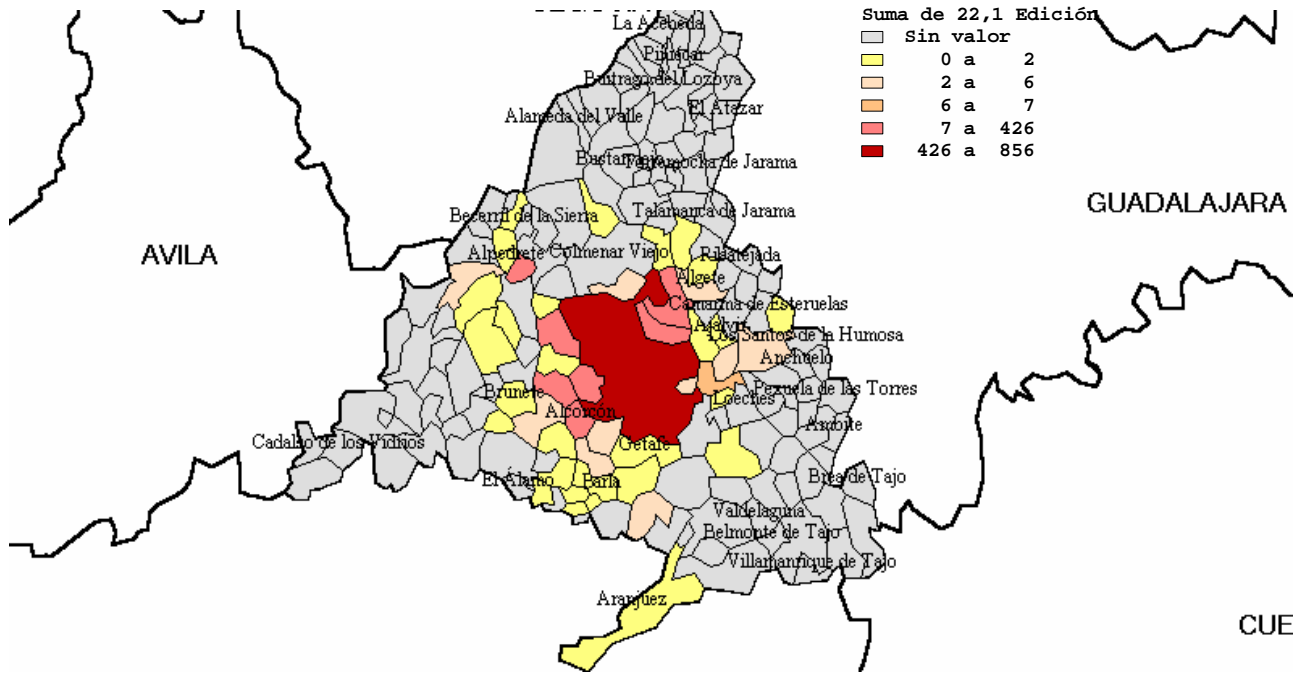 Suma de 22,1 Edición
Sin valor
0 a 2
2 a 6
6 a 7
7 a 426
426 a 856
La Acebeda
Piñuécar
Buitrago del Lozoya
El Atazar
Alameda del Valle
Bustarviejo
Torremocha de Jarama
Becerril de la Sierra
Talamanca de Jarama
GUADALAJARA
AVILA
Alpedrete
Colmenar Viejo
Ribatejada
Algete
Camarma de Esteruelas
Ajalvir
Los Santos de la Humosa
Anchuelo
Brunete
Loeches
Pezuela de las Torres
Alcorcón
Ambite
Cadalso de los Vidrios
Getafe
El Álamo
Parla
Brea de Tajo
Valdelaguna
Belmonte de Tajo
Villamanrique de Tajo
Aranjuez
CUE